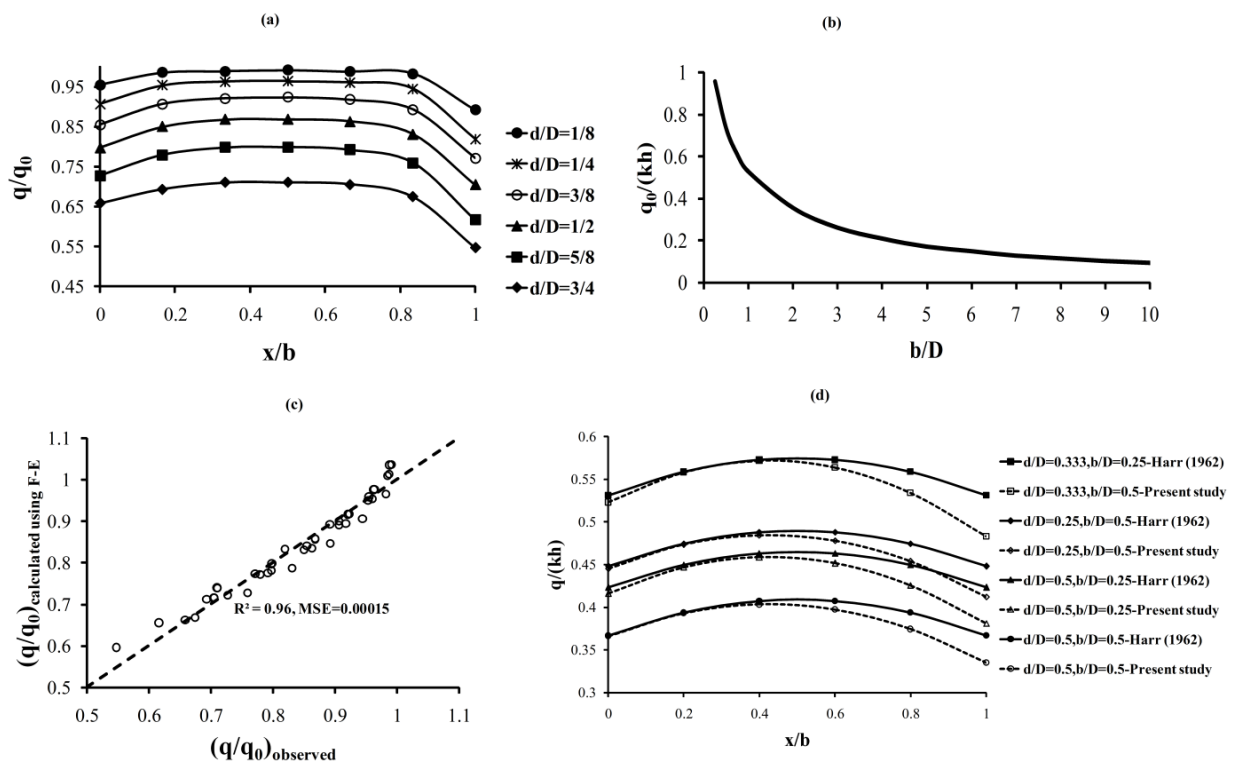 (a)
q/q0
0.95
0.85
0.75
0.65
0.55
0.45
0
0.2
0.4
0.6
0.8
1
x/b
d/D=1/8
d/D=1/4
d/D=3/8
d/D=1/2
d/D=5/8
d/D=3/4
(b)
q0/(kh)
1
0.8
0.6
0.4
0.2
0
0 1 2 3 4 5 6 7 8 9 10
b/D
(c)
(q/q0)calculated using F-E
1.1
1
0.9
0.8
0.7
0.6
0.5
R² = 0.96, MSE=0.00015
0.5 0.6 0.7 0.8 0.9 1 1.1
(q/q0)observed
(d)
q/(kh)
0.6
0.55
0.5
0.45
0.4
0.35
0.3
0 0.2 0.4 0.6 0.8 1
x/b
d/D=0.333,b/D=0.25-Harr (1962)
d/D=0.333,b/D=0.5-Present study
d/D=0.25,b/D=0.5-Harr (1962)
d/D=0.25,b/D=0.5-Present study
d/D=0.5,b/D=0.25-Harr (1962)
d/D=0.5,b/D=0.25-Present study
d/D=0.5,b/D=0.5-Harr (1962)
d/D=0.5,b/D=0.5-Present study